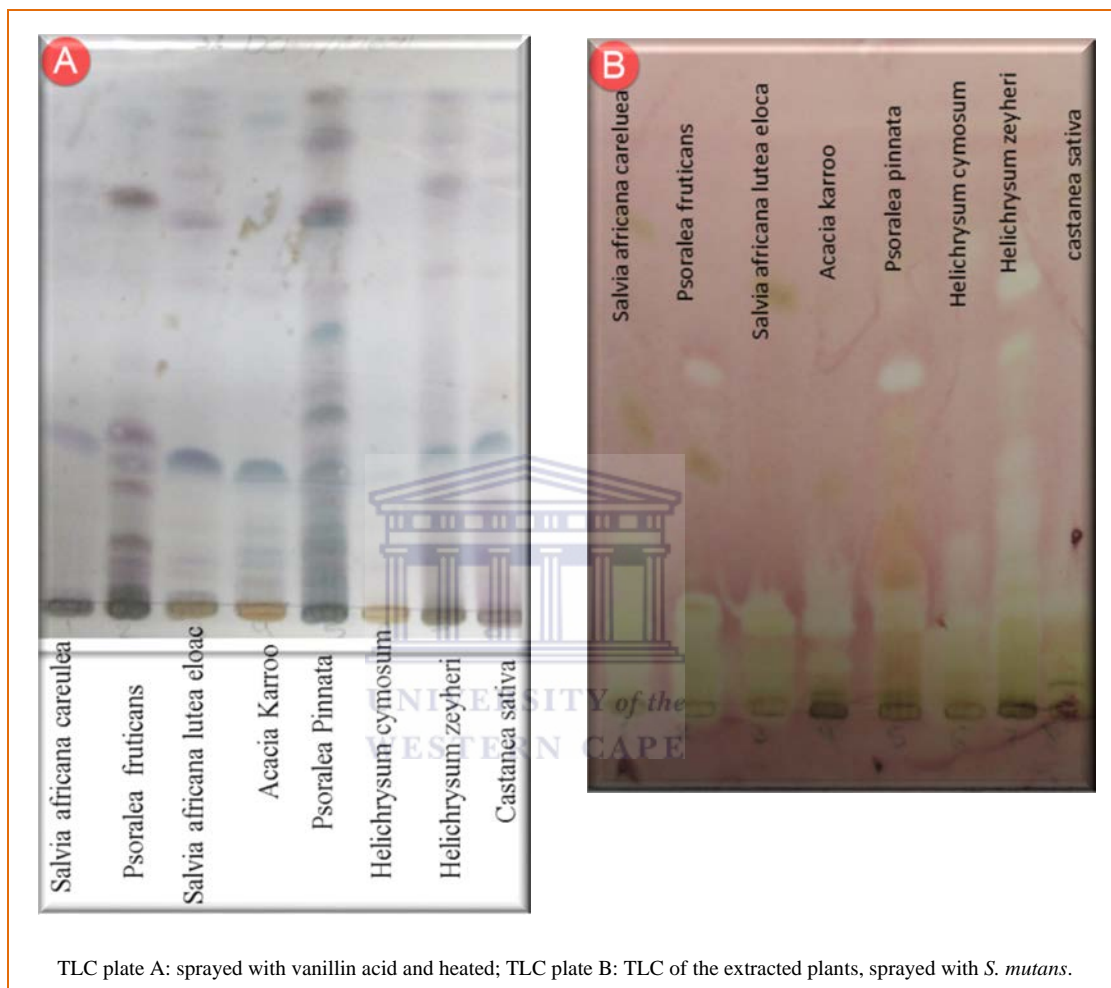 A
Salvia africana careulea
Psoralea fruticans
Salvia africana lutea eloac
Acacia Karroo
Psoralea Pinnata
Helichrysum cymosum
Helichrysum zeyheri
Castanea sativa
B
Salvia africana careluea
Psoralea fruticans
Salvia africana lutea eloca
Acacia karroo
Psoralea pinnata
Helichrysum cymosum
Helichrysum zeyheri
castanea sativa
UNIVERSITY of the
WESTERN CAPE
TLC plate A: sprayed with vanillin acid and heated; TLC plate B: TLC of the extracted plants, sprayed with S. mutans.